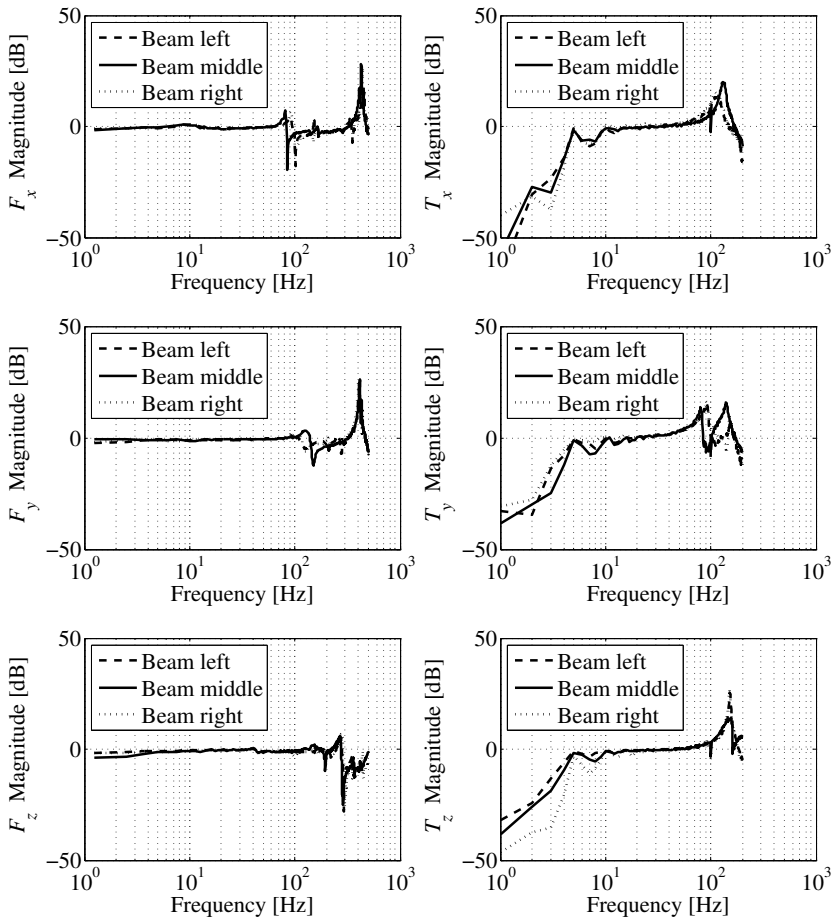 50
Beam left
Beam middle
Beam right
0
−50
F_x Magnitude [dB]
10^0 10^1 10^2 10^3
Frequency [Hz]
50
Beam left
Beam middle
Beam right
0
−50
T_x Magnitude [dB]
10^0 10^1 10^2 10^3
Frequency [Hz]
50
Beam left
Beam middle
Beam right
0
−50
F_y Magnitude [dB]
10^0 10^1 10^2 10^3
Frequency [Hz]
50
Beam left
Beam middle
Beam right
0
−50
T_y Magnitude [dB]
10^0 10^1 10^2 10^3
Frequency [Hz]
50
Beam left
Beam middle
Beam right
0
−50
F_z Magnitude [dB]
10^0 10^1 10^2 10^3
Frequency [Hz]
50
Beam left
Beam middle
Beam right
0
−50
T_z Magnitude [dB]
10^0 10^1 10^2 10^3
Frequency [Hz]